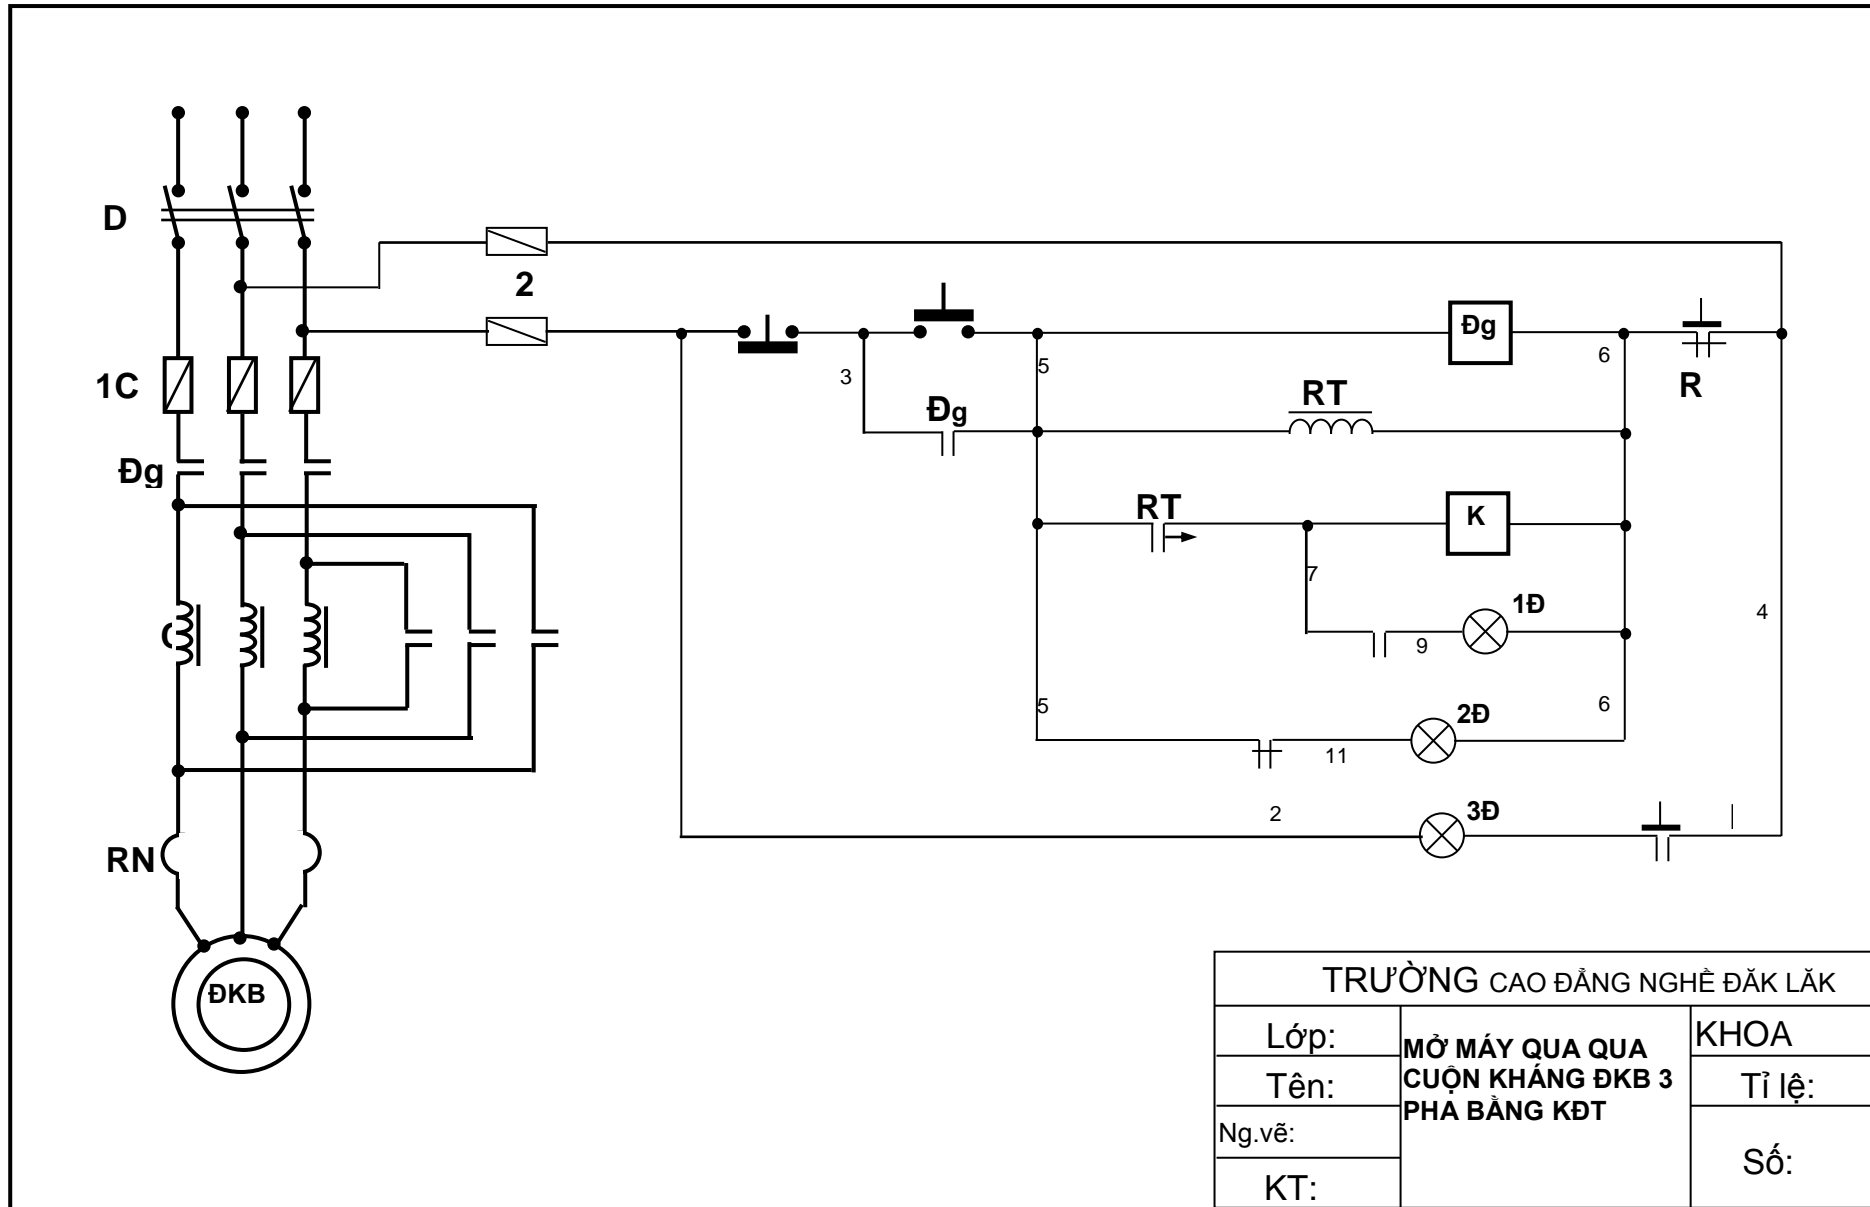 D
2
1C
Đg
3
5
Đg
6
R
RT
Đg
RT
K
7
1Đ
4
9
5
6
2Đ
11
2
3Đ
RN
ĐKB
TRƯỜNG CAO ĐẲNG NGHỀ ĐĂK LĂK
Lớp:
MỞ MÁY QUA QUA
KHOA
CUỘN KHÁNG ĐKB 3
Tên:
Tỉ lệ:
PHA BẰNG KĐT
Ng.vẽ:
Số:
KT: